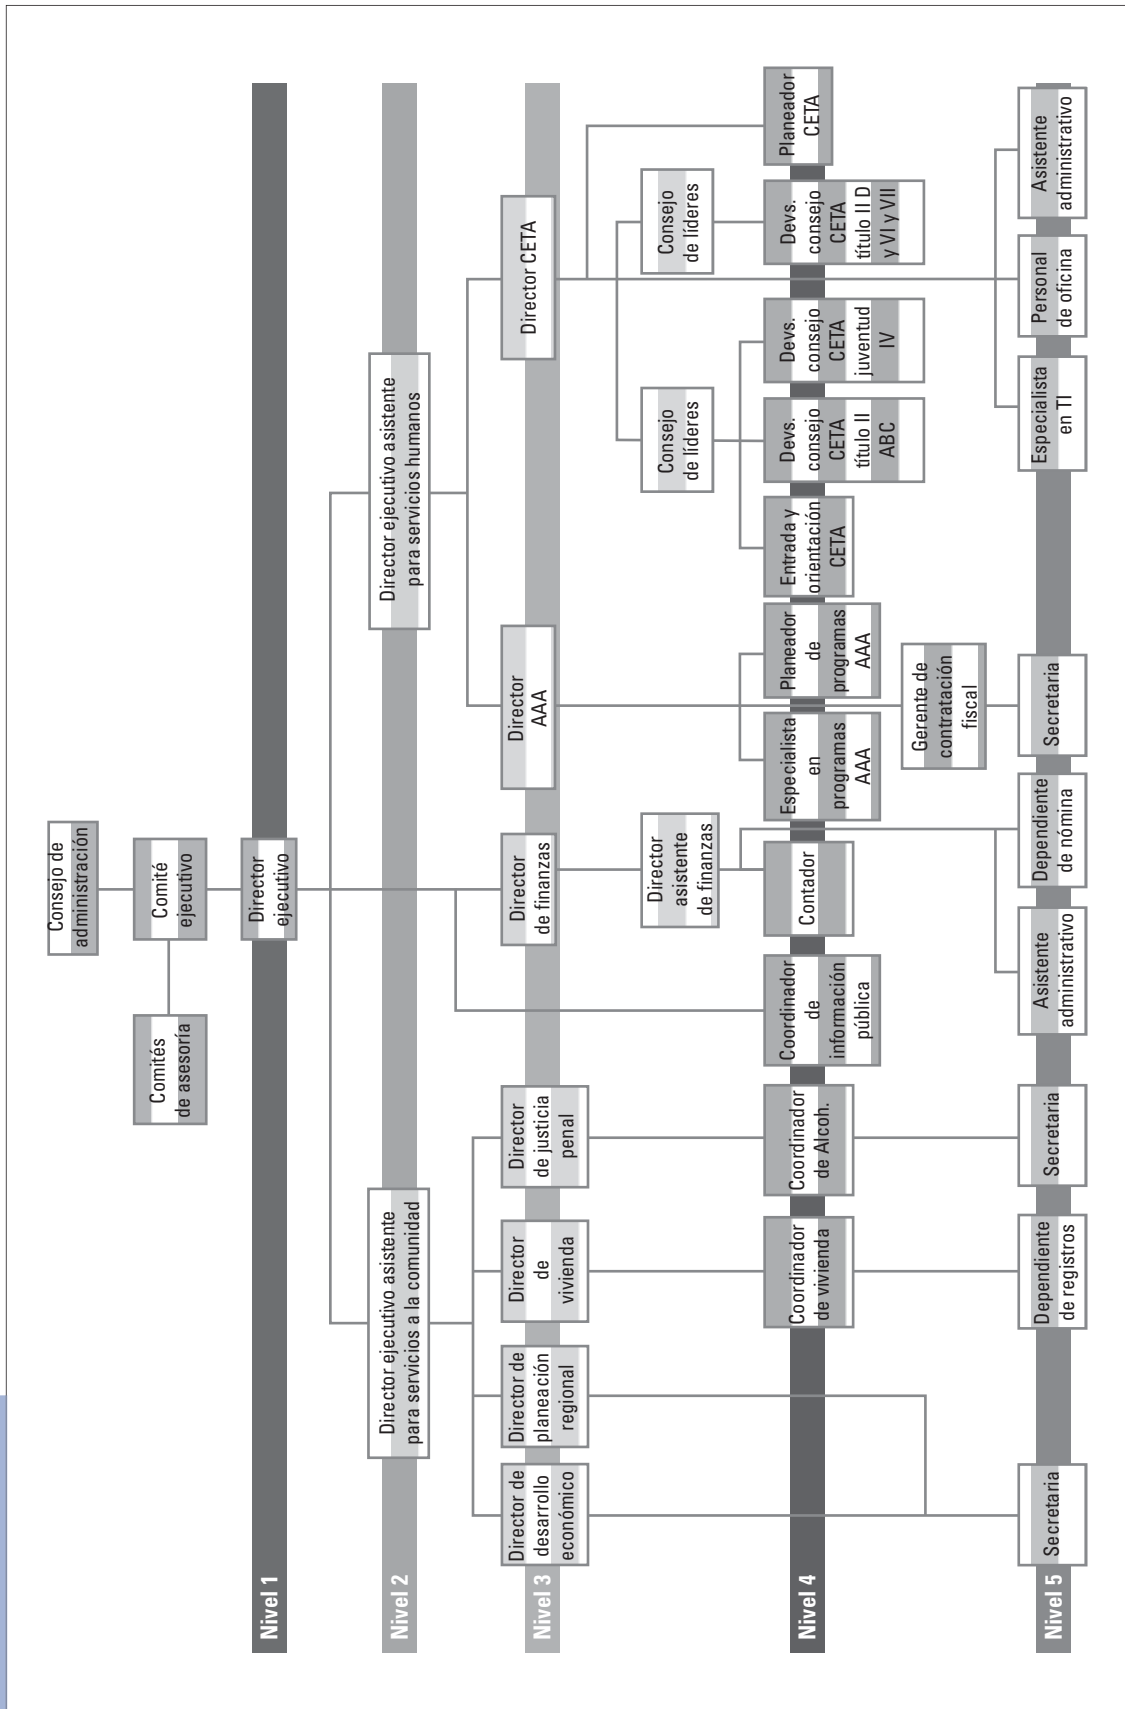 Consejo de
administración
Comité
ejecutivo
Comités
de asesoría
Nivel 1
Director
ejecutivo
Nivel 2
Director ejecutivo asistente
para servicios a la comunidad
Director ejecutivo asistente
para servicios humanos
Nivel 3
Director de
desarrollo
económico
Director de
planeación
regional
Director
de
vivienda
Director
de justicia
penal
Director
de finanzas
Director
AAA
Director CETA
Director
asistente
de finanzas
Consejo
de líderes
Consejo
de líderes
Nivel 4
Coordinador
de vivienda
Coordinador
de Alcoh.
Coordinador
de
información
pública
Contador
Especialista
en
programas
AAA
Planeador
de
programas
AAA
Entrada y
orientación
CETA
Devs.
consejo
CETA
título II
ABC
Devs.
consejo
CETA
juventud
IV
Devs.
consejo
CETA
título II D
y VI y VII
Planeador
CETA
Gerente de
contratación
fiscal
Nivel 5
Secretaria
Dependiente
de registros
Secretaria
Asistente
administrativo
Dependiente
de nómina
Secretaria
Especialista
en TI
Personal
de oficina
Asistente
administrativo